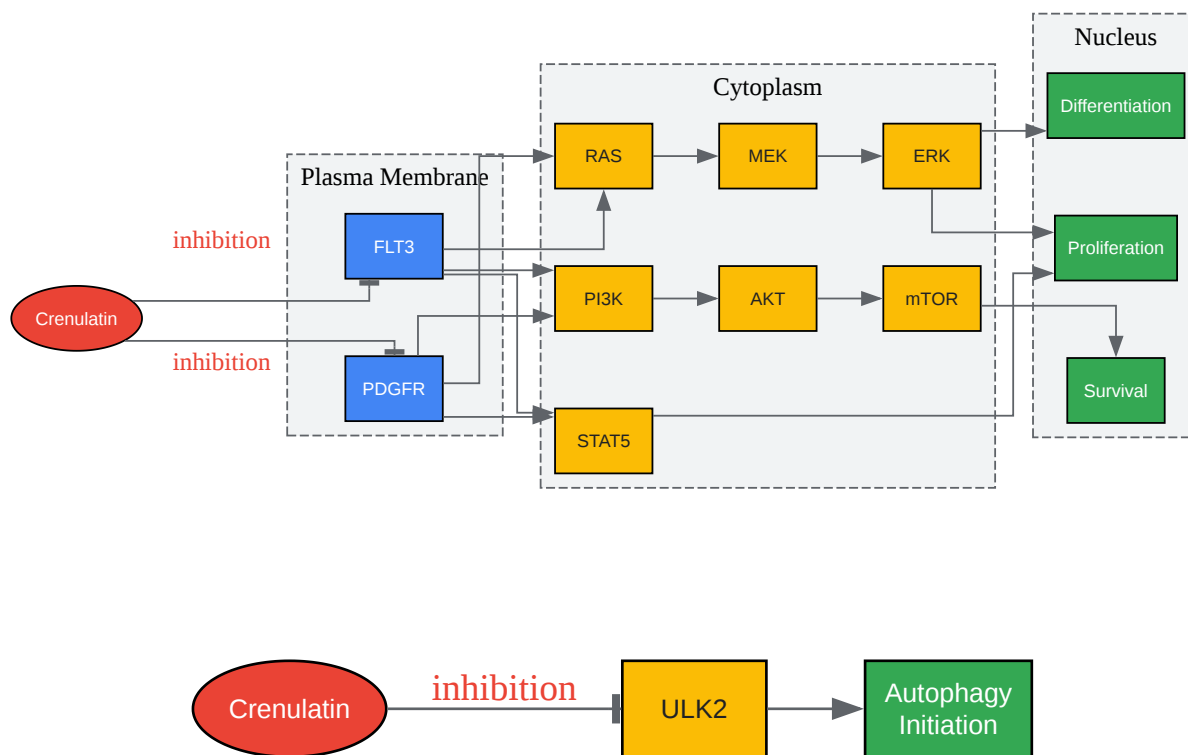 Nucleus
Differentiation
Cytoplasm
RAS
MEK
ERK
Plasma Membrane
inhibition
FLT3
Proliferation
PI3K
AKT
mTOR
Crenulatin
inhibition
PDGFR
Survival
STAT5
Crenulatin
inhibition
ULK2
Autophagy
Initiation